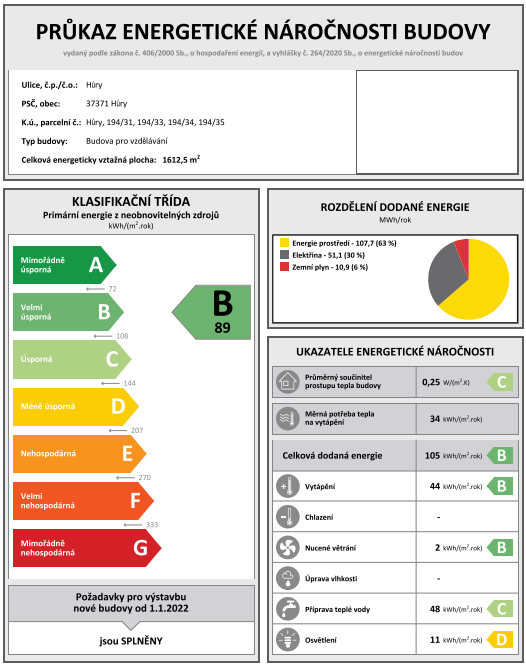 PRŮKAZ ENERGETICKÉ NÁROČNOSTI BUDOVY
vydaný podle zákona č. 406/2000 Sb., o hospodaření energií, a vyhlášky č. 264/2020 Sb., o energetické náročnosti budov
Ulice, č.p./č.o.: Hůry
PSČ, obec: 37371 Hůry
K.ú., parcelní č.: Hůry, 194/31, 194/33, 194/34, 194/35
Typ budovy: Budova pro vzdělávání
Celková energeticky vztažná plocha: 1612,5 m²
KLASIFIKAČNÍ TŘÍDA
Primární energie z neobnovitelných zdrojů
kWh/(m².rok)
Mimořádně úsporná A
72
Velmi úsporná B
108
Úsporná C
144
Méně úsporná D
207
Nehospodárná E
270
Velmi nehospodárná F
333
Mimořádně nehospodárná G
B
89
Požadavky pro výstavbu
nové budovy od 1.1.2022
jsou SPLNĚNY
ROZDĚLENÍ DODANÉ ENERGIE
MWh/rok
Energie prostředí - 107,7 (63 %)
Elektřina - 51,1 (30 %)
Zemní plyn - 10,9 (6 %)
UKAZATELE ENERGETICKÉ NÁROČNOSTI
Průměrný součinitel
prostupu tepla budovy 0,25 W/(m².K) C
Měrná potřeba tepla
na vytápění 34 kWh/(m².rok)
Celková dodaná energie 105 kWh/(m².rok) B
Vytápění 44 kWh/(m².rok) B
Chlazení -
Nucené větrání 2 kWh/(m².rok) B
Úprava vlhkosti -
Příprava teplé vody 48 kWh/(m².rok) C
Osvětlení 11 kWh/(m².rok) D